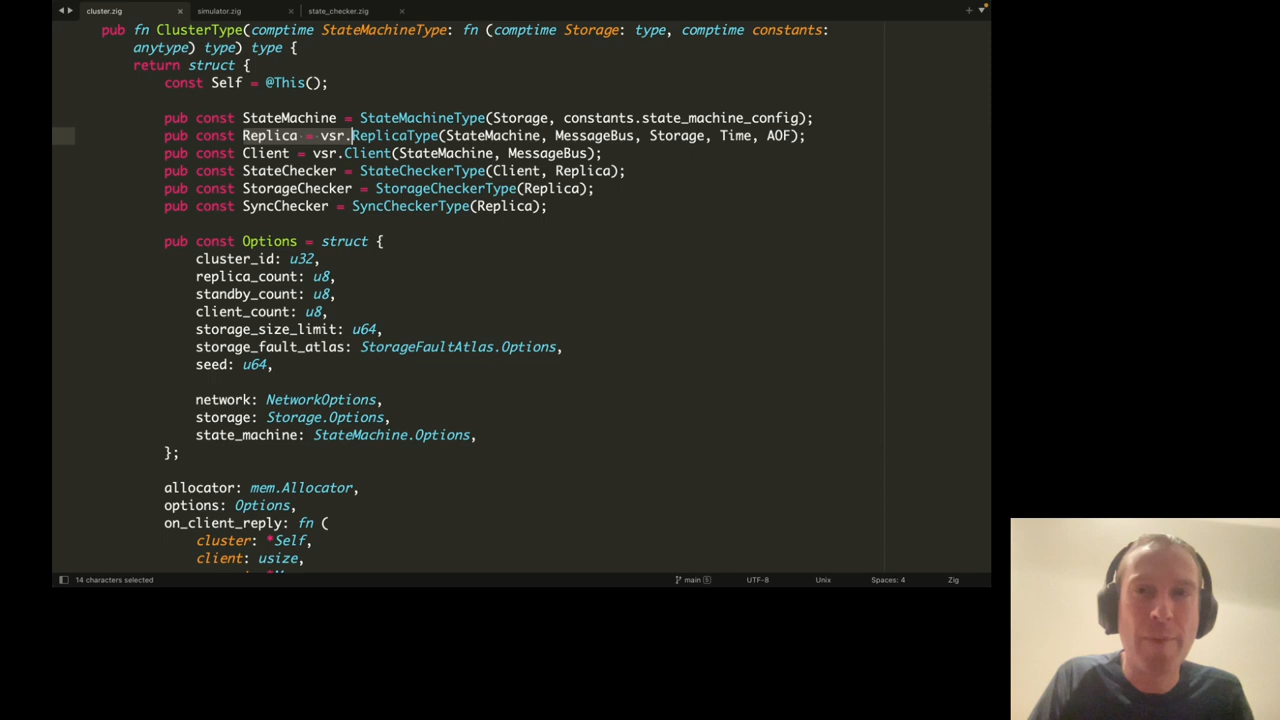 cluster.zig × simulator.zig × state_checker.zig × +
pub fn ClusterType(comptime StateMachineType: fn (comptime Storage: type, comptime constants:
anytype) type) type {
return struct {
const Self = @This();
pub const StateMachine = StateMachineType(Storage, constants.state_machine_config);
pub const Replica = vsr.ReplicaType(StateMachine, MessageBus, Storage, Time, AOF);
pub const Client = vsr.Client(StateMachine, MessageBus);
pub const StateChecker = StateCheckerType(Client, Replica);
pub const StorageChecker = StorageCheckerType(Replica);
pub const SyncChecker = SyncCheckerType(Replica);
pub const Options = struct {
cluster_id: u32,
replica_count: u8,
standby_count: u8,
client_count: u8,
storage_size_limit: u64,
storage_fault_atlas: StorageFaultAtlas.Options,
seed: u64,
network: NetworkOptions,
storage: Storage.Options,
state_machine: StateMachine.Options,
};
allocator: mem.Allocator,
options: Options,
on_client_reply: fn (
cluster: *Self,
client: usize,
14 characters selected main 5 UTF-8 Unix Spaces: 4 Zig